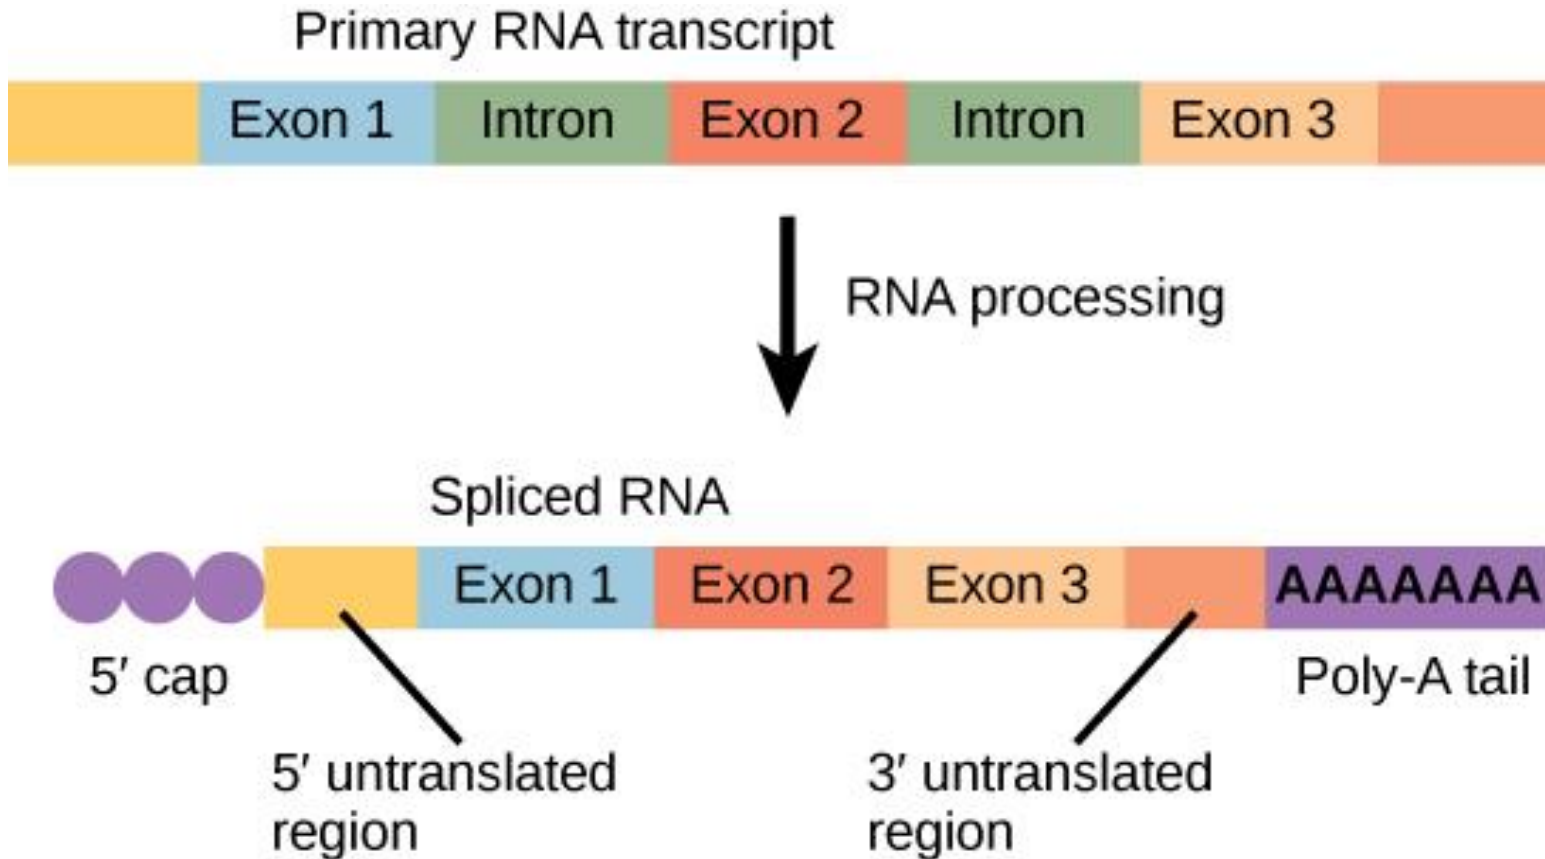 Primary RNA transcript
Exon 1 Intron Exon 2 Intron Exon 3
RNA processing
Spliced RNA
Exon 1 Exon 2 Exon 3 AAAAAAA
5′ cap
Poly-A tail
5′ untranslated
region
3′ untranslated
region